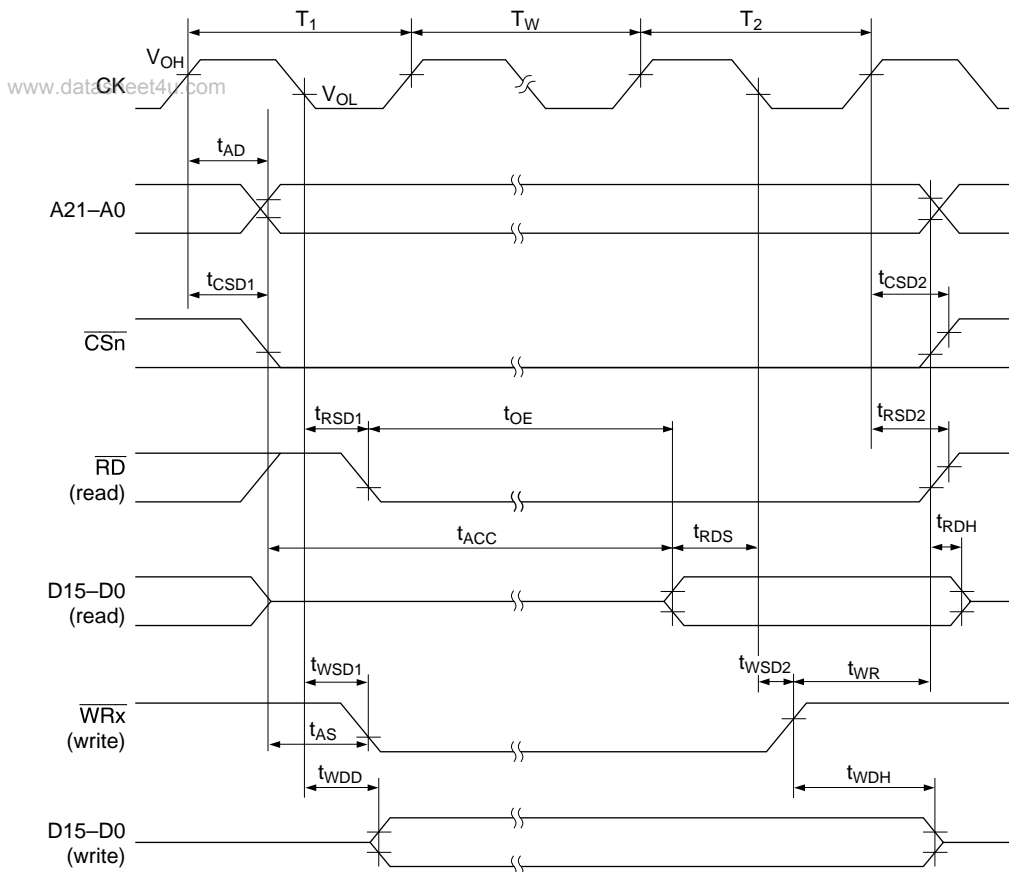 T1 TW T2
VOH
www.datasheet4u.com
CK
VOL
tAD
A21–A0
tCSD1 tCSD2
CSn
tRSD1 tOE tRSD2
RD
(read)
tACC tRDS tRDH
D15–D0
(read)
tWSD1 tWSD2 tWR
WRx
(write)
tAS
tWDD tWDH
D15–D0
(write)